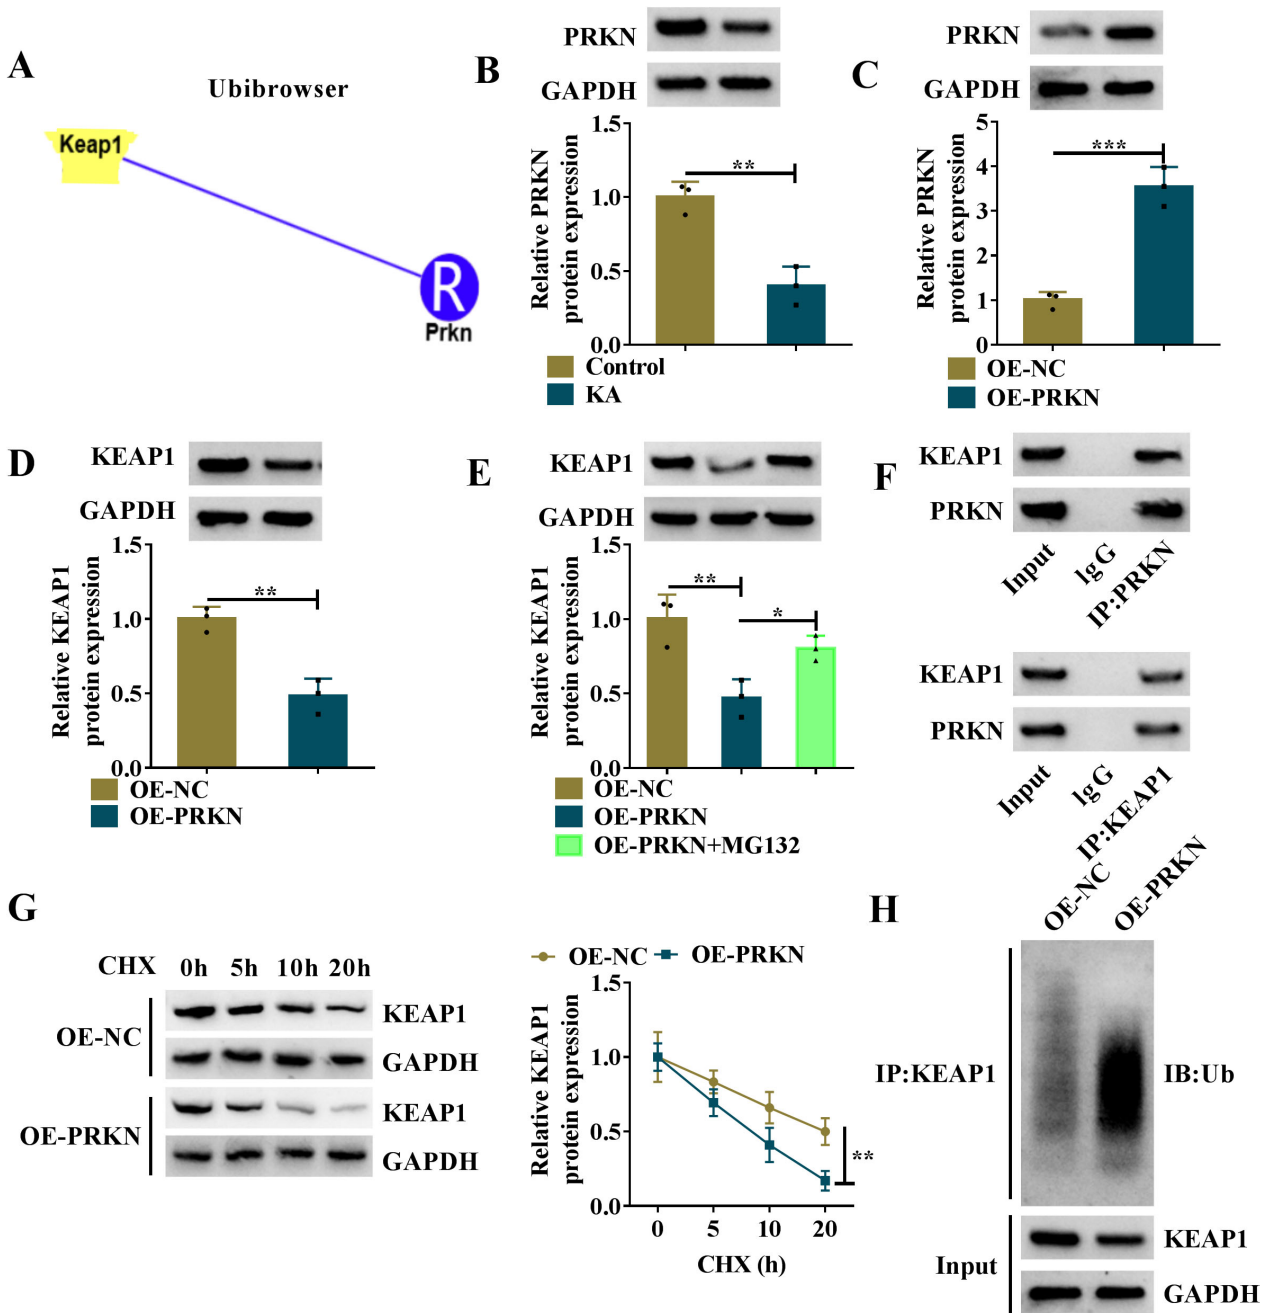 A
Ubibrowser
Keap1
R
Prkn
B
PRKN
GAPDH
Relative PRKN
protein expression
1.5
1.0
0.5
0.0
**
Control
KA
C
PRKN
GAPDH
Relative PRKN
protein expression
5
4
3
2
1
0
***
OE-NC
OE-PRKN
D
KEAP1
GAPDH
Relative KEAP1
protein expression
1.5
1.0
0.5
0.0
**
OE-NC
OE-PRKN
E
KEAP1
GAPDH
Relative KEAP1
protein expression
1.5
1.0
0.5
0.0
**
*
OE-NC
OE-PRKN
OE-PRKN+MG132
F
KEAP1
PRKN
Input
IgG
IP:PRKN
KEAP1
PRKN
Input
IgG
IP:KEAP1
G
CHX 0h 5h 10h 20h
OE-NC
KEAP1
GAPDH
OE-PRKN
KEAP1
GAPDH
OE-NC OE-PRKN
Relative KEAP1
protein expression
1.5
1.0
0.5
0.0
**
0 5 10 20
CHX (h)
H
OE-NC
OE-PRKN
IP:KEAP1
IB:Ub
Input
KEAP1
GAPDH